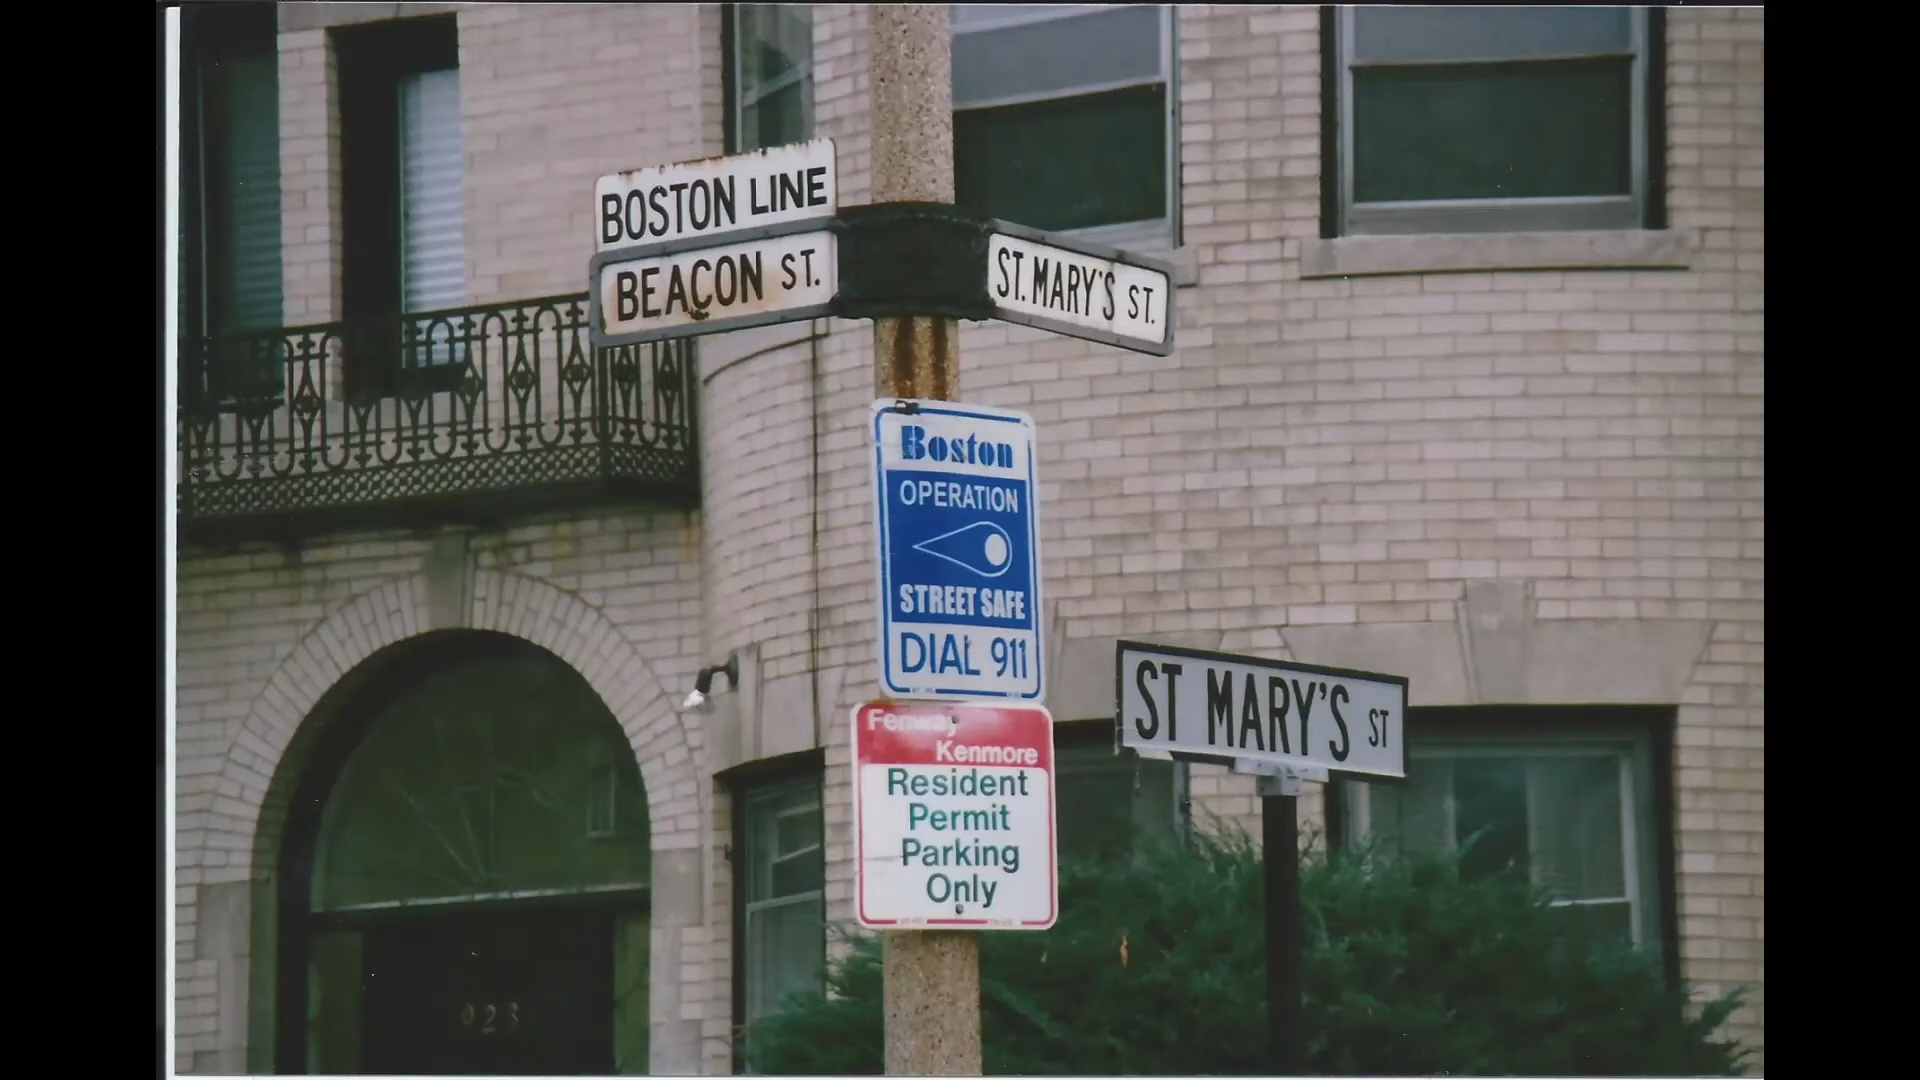 BOSTON LINE
BEACON ST.
ST. MARY'S ST.
Boston
OPERATION
STREET SAFE
DIAL 911
Fenway
Kenmore
Resident
Permit
Parking
Only
ST MARY'S ST
923